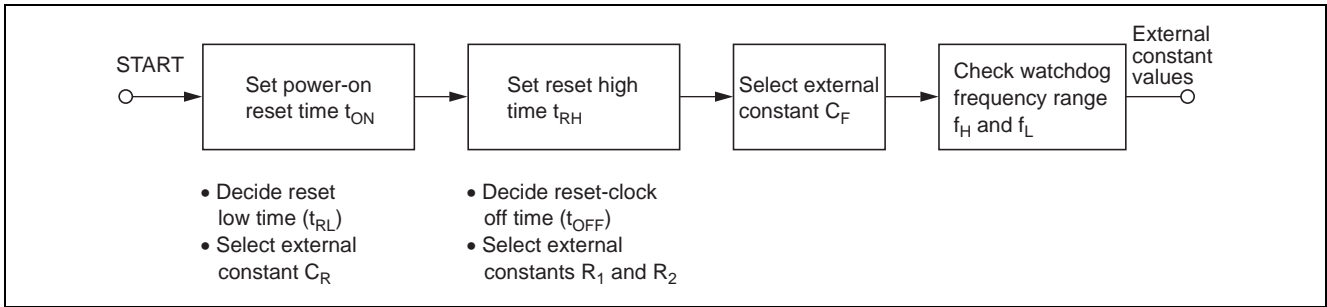 START
Set power-on
reset time tON
• Decide reset
low time (tRL)
• Select external
constant CR
Set reset high
time tRH
• Decide reset-clock
off time (tOFF)
• Select external
constants R1 and R2
Select external
constant CF
Check watchdog
frequency range
fH and fL
External
constant
values